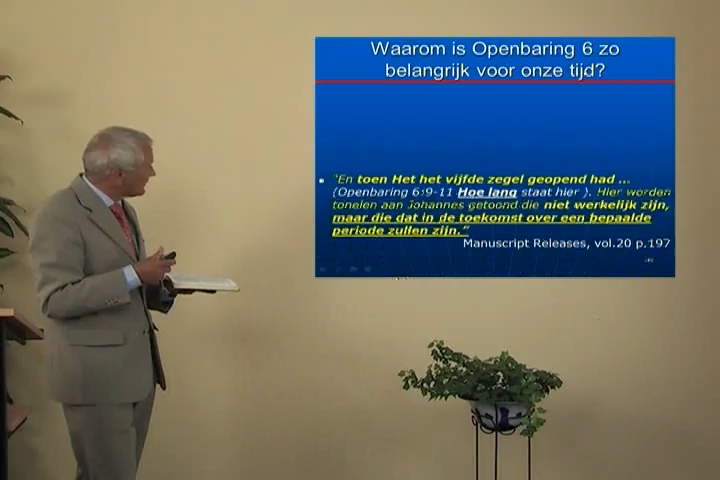 Waarom is Openbaring 6 zo
belangrijk voor onze tijd?
• “En toen Het het vijfde zegel geopend had ...
(Openbaring 6:9-11 Hoe lang staat hier ). Hier worden
tonelen aan Johannes getoond die niet werkelijk zijn,
maar die dat in de toekomst over een bepaalde
periode zullen zijn.”
Manuscript Releases, vol.20 p,197